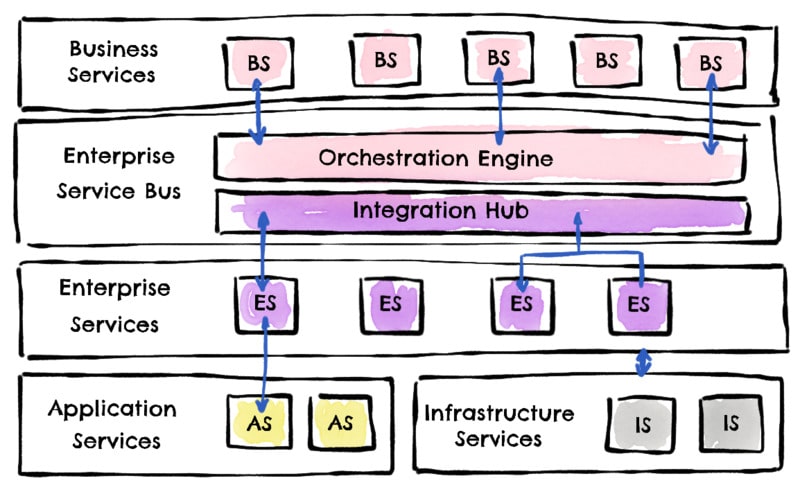 Business
Services
BS
BS
BS
BS
BS
Enterprise
Service Bus
Orchestration Engine
Integration Hub
Enterprise
Services
ES
ES
ES
ES
Application
Services
AS
AS
Infrastructure
Services
IS
IS